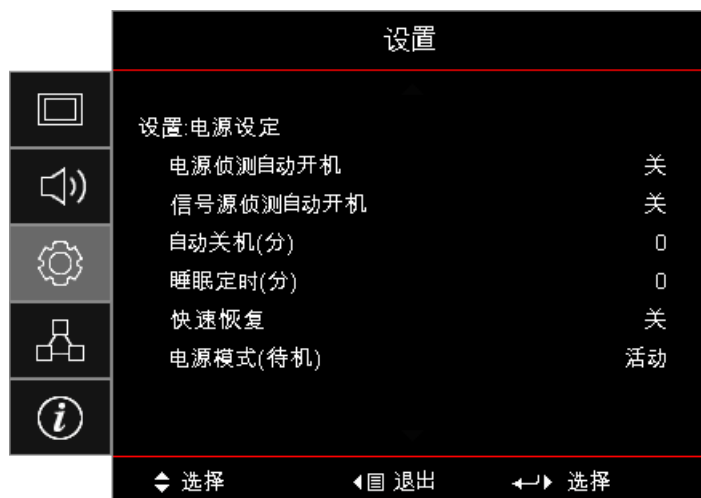 设置
设置:电源设定
电源侦测自动开机 关
信号源侦测自动开机 关
自动关机(分) 0
睡眠定时(分) 0
快速恢复 关
电源模式(待机) 活动
选择 退出 选择